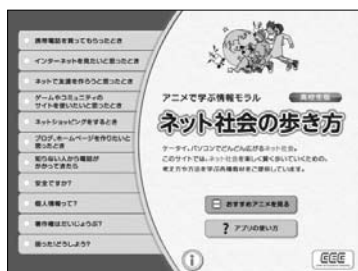 携帯電話を買ってもらったとき
インターネットを見たいと思ったとき
ネットで友達を作ろうと思ったとき
ゲームやコミュニティの
サイトを使いたいと思ったとき
ネットショッピングをするとき
ブログ、ホームページを作りたいと
思ったとき
知らない人から電話が
かかってきたら
安全ですか?
個人情報って?
著作権はだいじょうぶ?
困った!どうしよう?
アニメで学ぶ情報モラル
ネット社会の歩き方
ケータイ、パソコンでどんどん広がるネット社会。
このサイトでは、ネット社会を楽しく賢く歩いていくための、
考え方や方法を学ぶ各種教材をご提供しています。
おすすめアニメを見る
? アプリの使い方
i
CEC